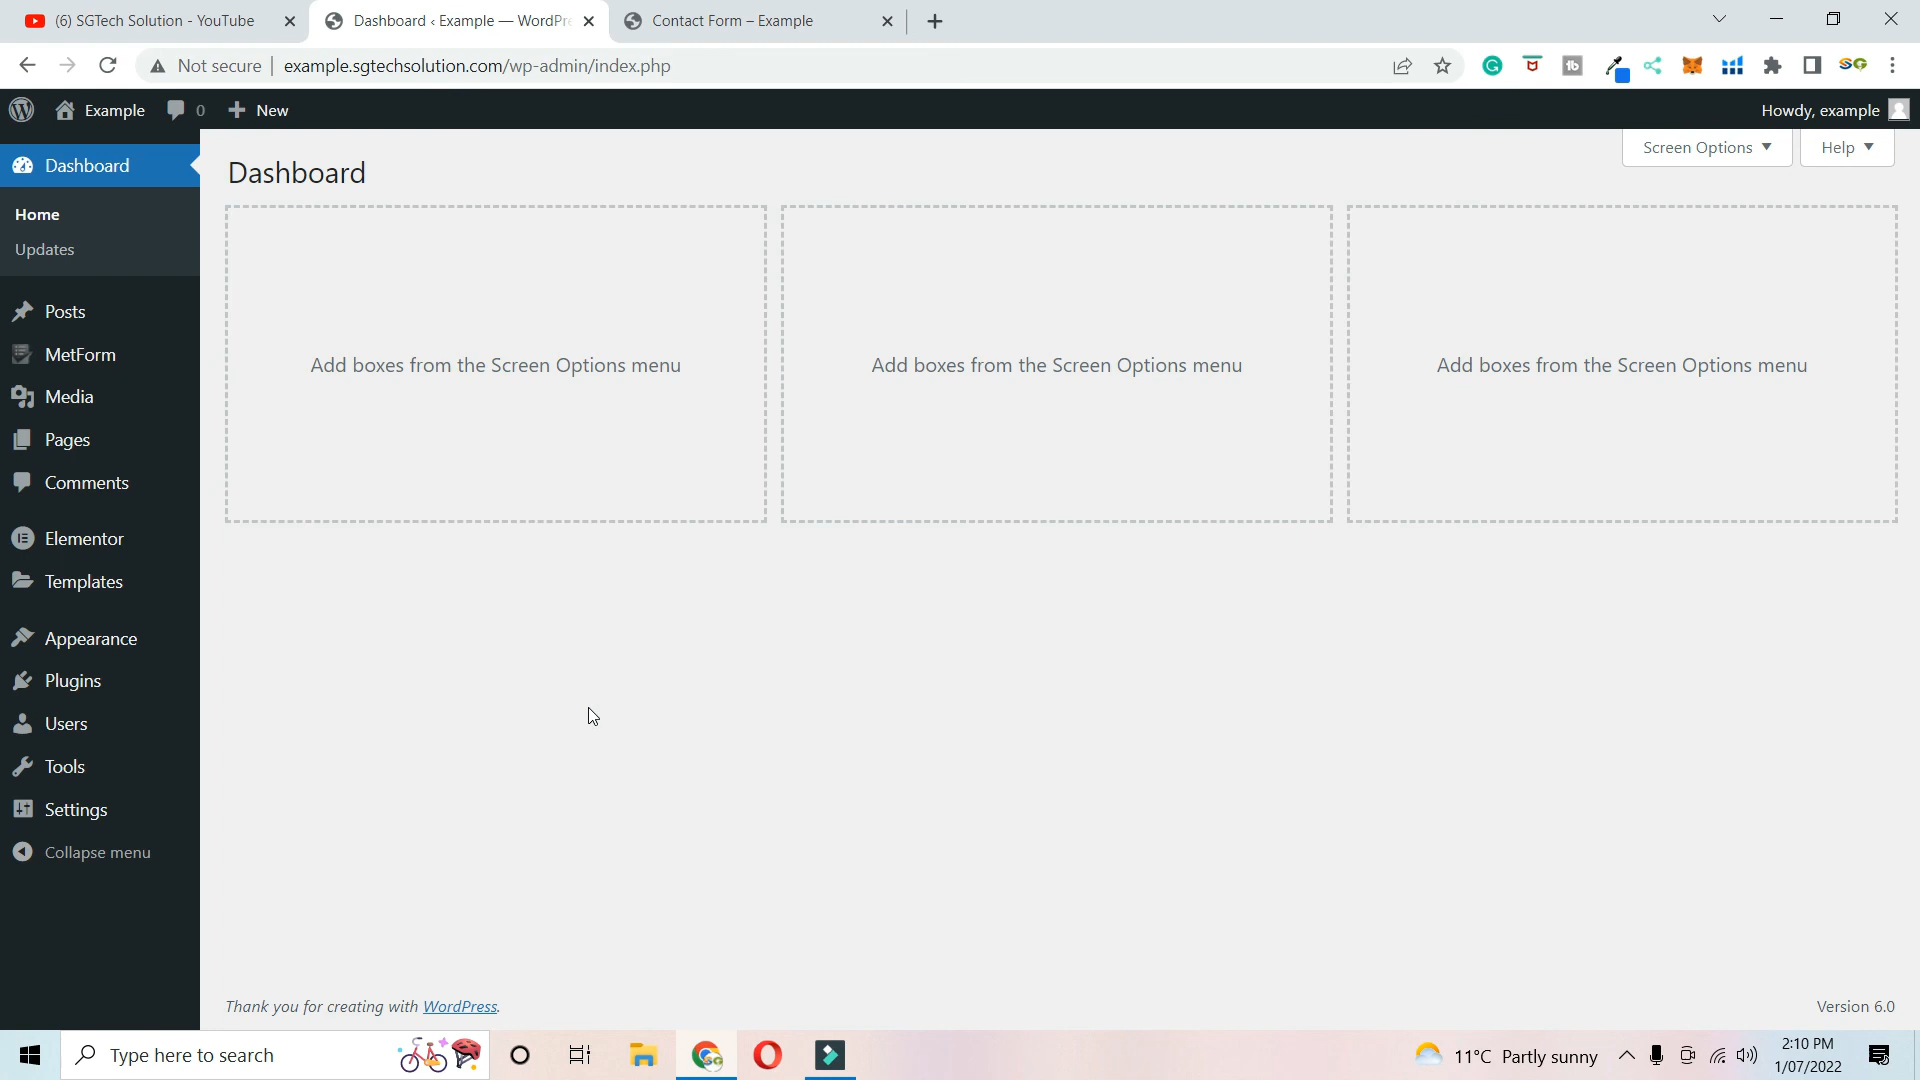 (6) SGTech Solution - YouTube
Dashboard ‹ Example — WordPre
Contact Form – Example
Not secure
example.sgtechsolution.com/wp-admin/index.php
Example
0
New
Howdy, example
Dashboard
Home
Updates
Posts
MetForm
Media
Pages
Comments
Elementor
Templates
Appearance
Plugins
Users
Tools
Settings
Collapse menu
Dashboard
Screen Options
Help
Add boxes from the Screen Options menu
Add boxes from the Screen Options menu
Add boxes from the Screen Options menu
Thank you for creating with WordPress.
Version 6.0
Type here to search
11°C Partly sunny
2:10 PM
1/07/2022